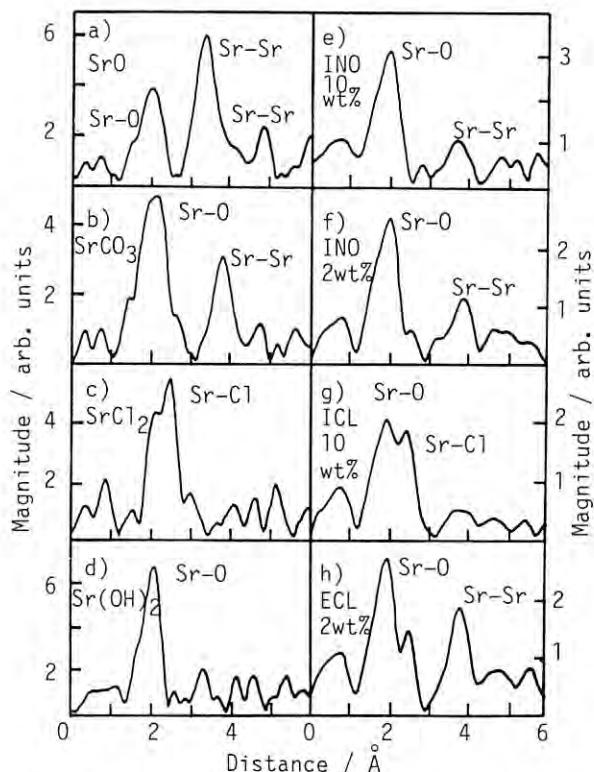 6
4
2
a)
SrO
Sr-O
Sr-Sr
Sr-Sr
e)
INO
10
wt%
Sr-O
Sr-Sr
3
1
4
2
b)
SrCO3
Sr-O
Sr-Sr
f)
INO
2wt%
Sr-O
Sr-Sr
2
1
4
2
c)
SrCl2
Sr-Cl
g)
ICL
10
wt%
Sr-O
Sr-Cl
2
1
6
2
d)
Sr(OH)2
Sr-O
h)
ECL
2wt%
Sr-O
Sr-Sr
2
1
0 2 4 0 2 4 6
Distance / Å
Magnitude / arb. units
Magnitude / arb. units